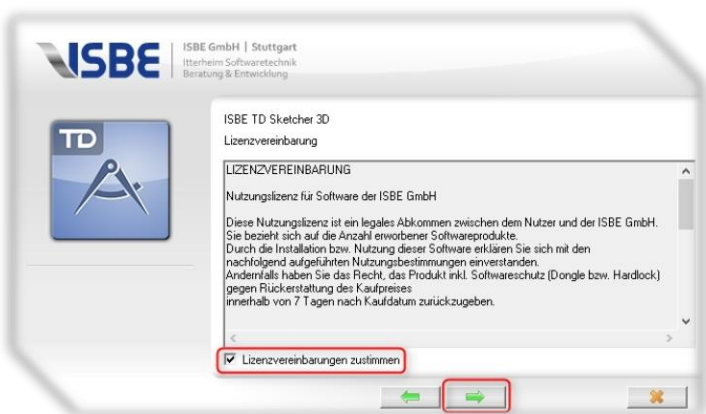 ISBE
ISBE GmbH | Stuttgart
Itterheim Softwaretechnik
Beratung & Entwicklung
TD
ISBE TD Sketcher 3D
Lizenzvereinbarung
LIZENZVEREINBARUNG
Nutzungslizenz für Software der ISBE GmbH
Diese Nutzungslizenz ist ein legales Abkommen zwischen dem Nutzer und der ISBE GmbH.
Sie bezieht sich auf die Anzahl erworbener Softwareprodukte.
Durch die Installation bzw. Nutzung dieser Software erklären Sie sich mit den
nachfolgend aufgeführten Nutzungsbestimmungen einverstanden.
Andernfalls haben Sie das Recht, das Produkt inkl. Softwareschutz (Dongle bzw. Hardlock)
gegen Rückerstattung des Kaufpreises
innerhalb von 7 Tagen nach Kaufdatum zurückzugeben.
Lizenzvereinbarungen zustimmen